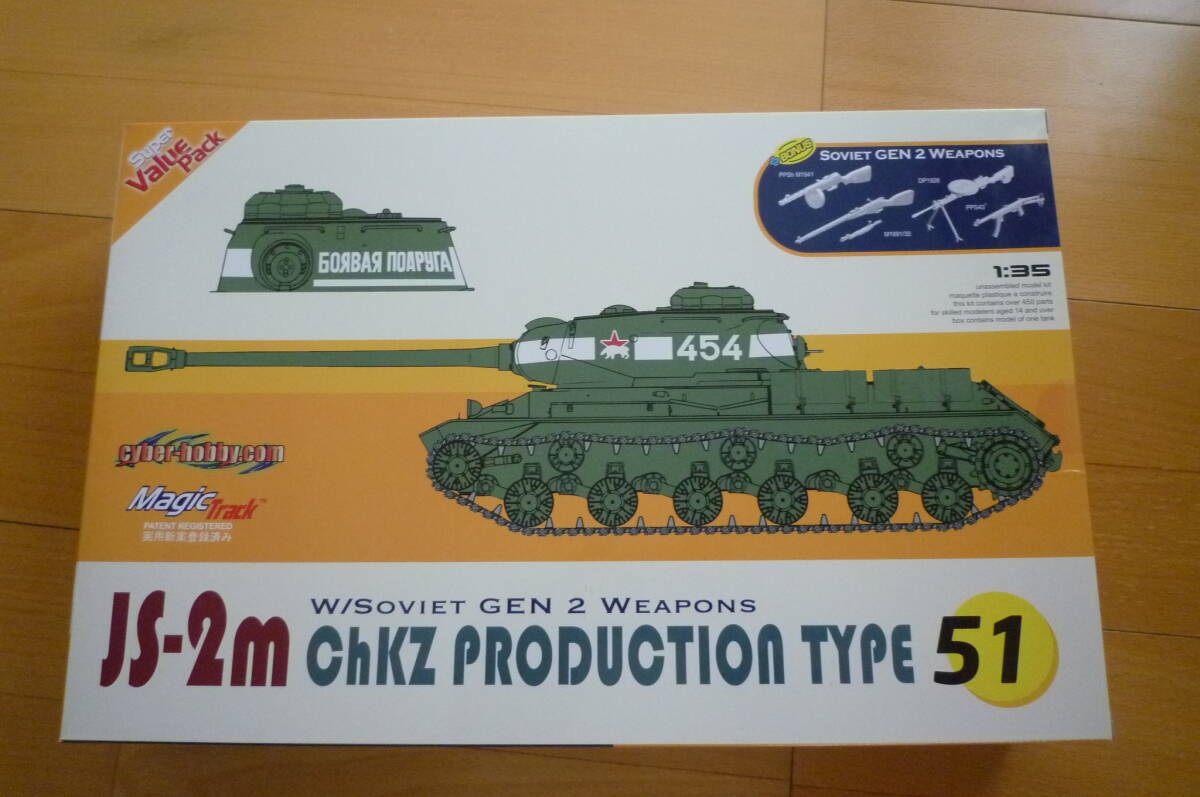 Super
Value
Pack
BONUS
SOVIET GEN 2 WEAPONS
PPSh M1941
DP1928
PPS43
M1891/30
БОЯВАЯ ПОДРУГА
1:35
unassembled model kit
maquette plastique a construire
this kit contains over 450 parts
for skilled modelers aged 14 and over
box contains model of one tank
454
cyber-hobby.com
Magic Track™
PATENT REGISTERED
実用新案登録済み
W/SOVIET GEN 2 WEAPONS
JS-2m ChKZ PRODUCTION TYPE 51